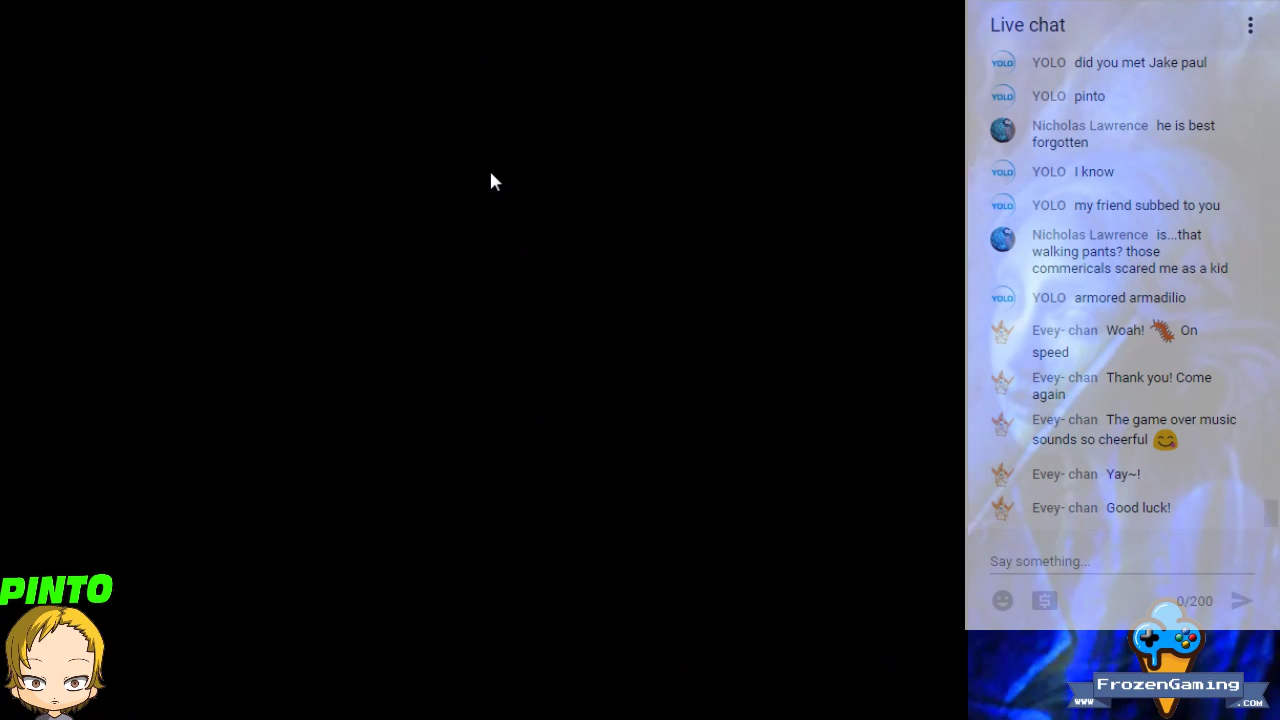 Live chat
YOLO did you met Jake paul
YOLO pinto
Nicholas Lawrence he is best
forgotten
YOLO I know
YOLO my friend subbed to you
Nicholas Lawrence is...that
walking pants? those
commericals scared me as a kid
YOLO armored armadilio
Evey- chan Woah! On
speed
Evey- chan Thank you! Come
again
Evey- chan The game over music
sounds so cheerful
Evey- chan Yay~!
Evey- chan Good luck!
Say something...
0/200
PINTO
FrozenGaming
WWW .COM